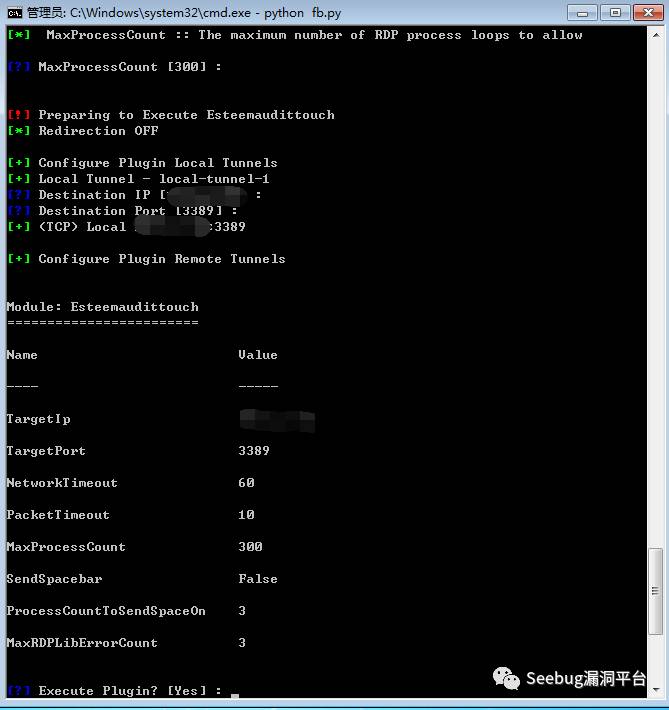 管理员: C:\Windows\system32\cmd.exe - python  fb.py
[*]  MaxProcessCount :: The maximum number of RDP process loops to allow
[?] MaxProcessCount [300] :
[!] Preparing to Execute Esteemaudittouch
[*] Redirection OFF
[+] Configure Plugin Local Tunnels
[+] Local Tunnel - local-tunnel-1
[?] Destination IP [ :
[?] Destination Port [3389] :
[+] (TCP) Local :3389
[+] Configure Plugin Remote Tunnels
Module: Esteemaudittouch
========================
Name Value
---- -----
TargetIp
TargetPort 3389
NetworkTimeout 60
PacketTimeout 10
MaxProcessCount 300
SendSpacebar False
ProcessCountToSendSpaceOn 3
MaxRDPLibErrorCount 3
[?] Execute Plugin? [Yes] : _
Seebug漏洞平台